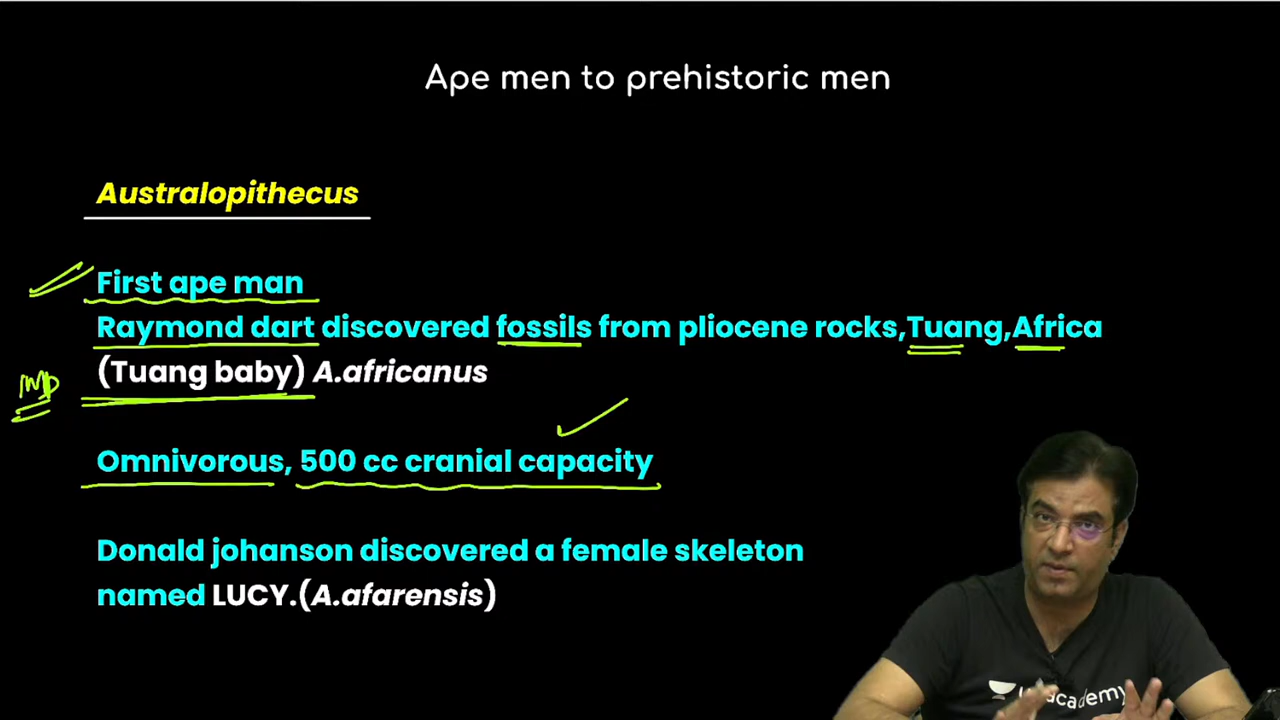 Ape men to prehistoric men
Australopithecus
First ape man
Raymond dart discovered fossils from pliocene rocks,Tuang,Africa
(Tuang baby) A.africanus
IMP
Omnivorous, 500 cc cranial capacity
Donald johanson discovered a female skeleton
named LUCY.(A.afarensis)